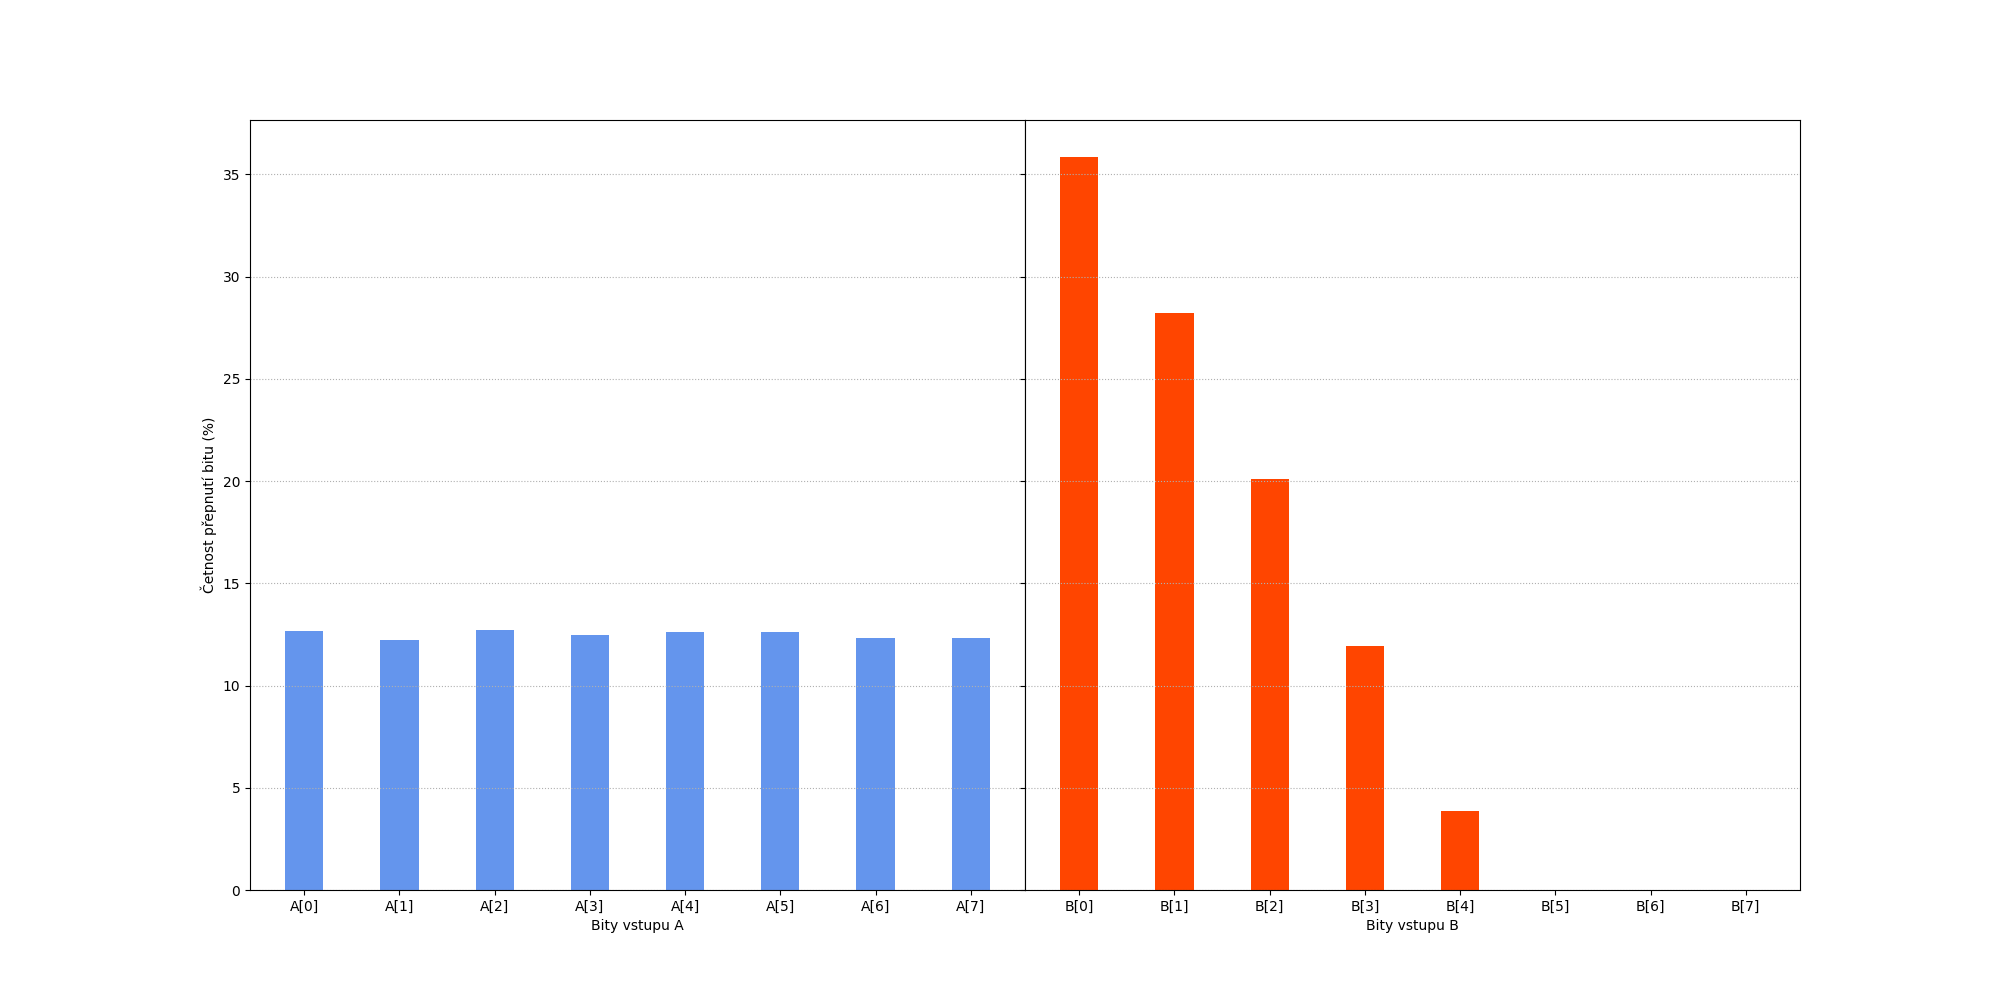 Četnost přepnutí bitu (%)
35
30
25
20
15
10
5
0
A[0] A[1] A[2] A[3] A[4] A[5] A[6] A[7]
Bity vstupu A
B[0] B[1] B[2] B[3] B[4] B[5] B[6] B[7]
Bity vstupu B